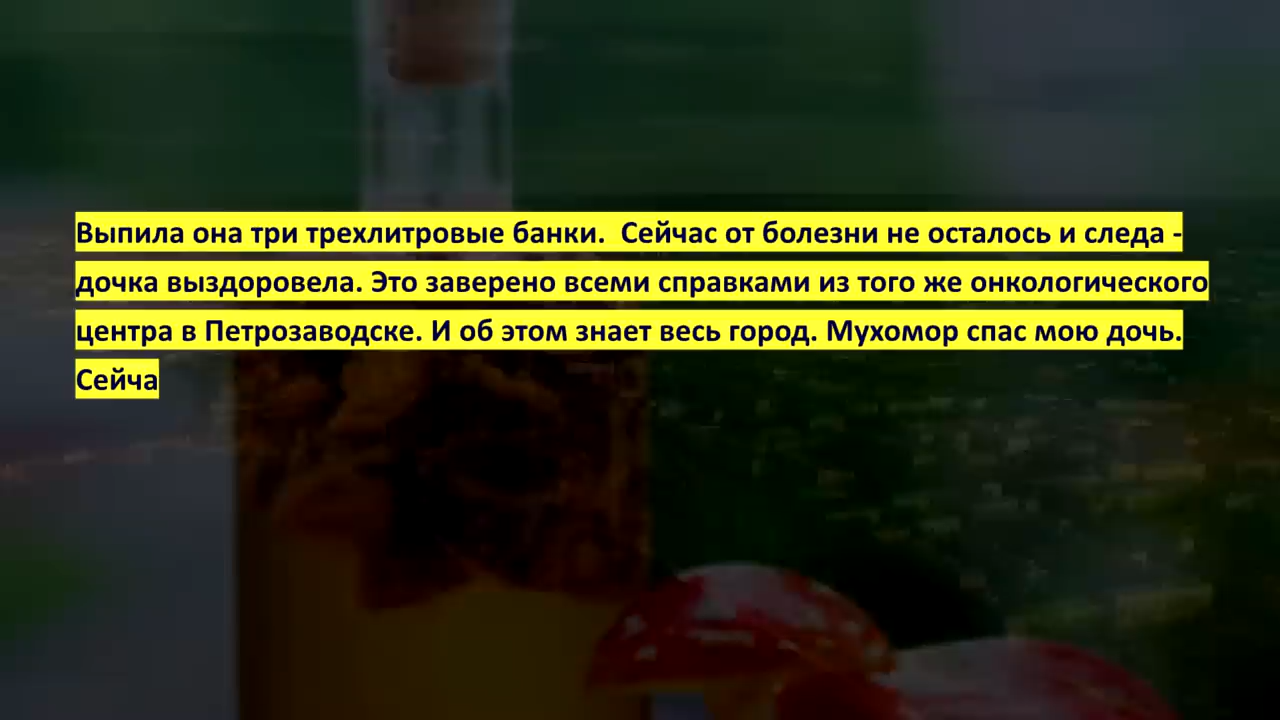 Выпила она три трехлитровые банки.  Сейчас от болезни не осталось и следа -
дочка выздоровела. Это заверено всеми справками из того же онкологического
центра в Петрозаводске. И об этом знает весь город. Мухомор спас мою дочь.
Сейча